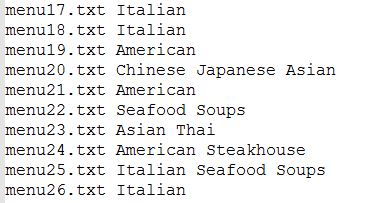 menu17.txt Italian
menu18.txt Italian
menu19.txt American
menu20.txt Chinese Japanese Asian
menu21.txt American
menu22.txt Seafood Soups
menu23.txt Asian Thai
menu24.txt American Steakhouse
menu25.txt Italian Seafood Soups
menu26.txt Italian